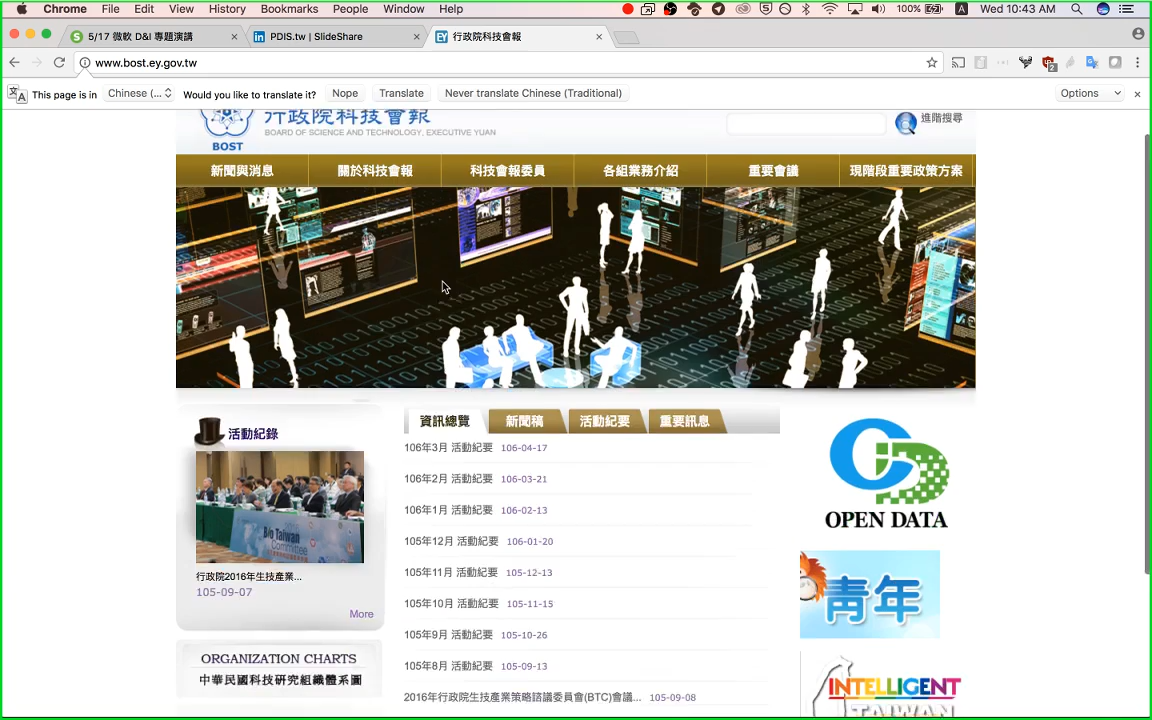 Chrome File Edit View History Bookmarks People Window Help 100% Wed 10:43 AM
5/17 微軟 D&I 專題演講 PDIS.tw | SlideShare EY 行政院科技會報
www.bost.ey.gov.tw
This page is in Chinese (... Would you like to translate it? Nope Translate Never translate Chinese (Traditional) Options
行政院科技會報
BOARD OF SCIENCE AND TECHNOLOGY, EXECUTIVE YUAN
BOST
進階搜尋
新聞與消息 關於科技會報 科技會報委員 各組業務介紹 重要會議 現階段重要政策方案
活動紀錄
Bio Taiwan
Committee
行政院2016年生技產業...
105-09-07
More
ORGANIZATION CHARTS
中華民國科技研究組織體系圖
資訊總覽 新聞稿 活動紀要 重要訊息
106年3月 活動紀要 106-04-17
106年2月 活動紀要 106-03-21
106年1月 活動紀要 106-02-13
105年12月 活動紀要 106-01-20
105年11月 活動紀要 105-12-13
105年10月 活動紀要 105-11-15
105年9月 活動紀要 105-10-26
105年8月 活動紀要 105-09-13
2016年行政院生技產業策略諮議委員會(BTC)會議... 105-09-08
OPEN DATA
青年
INTELLIGENT
TAIWAN